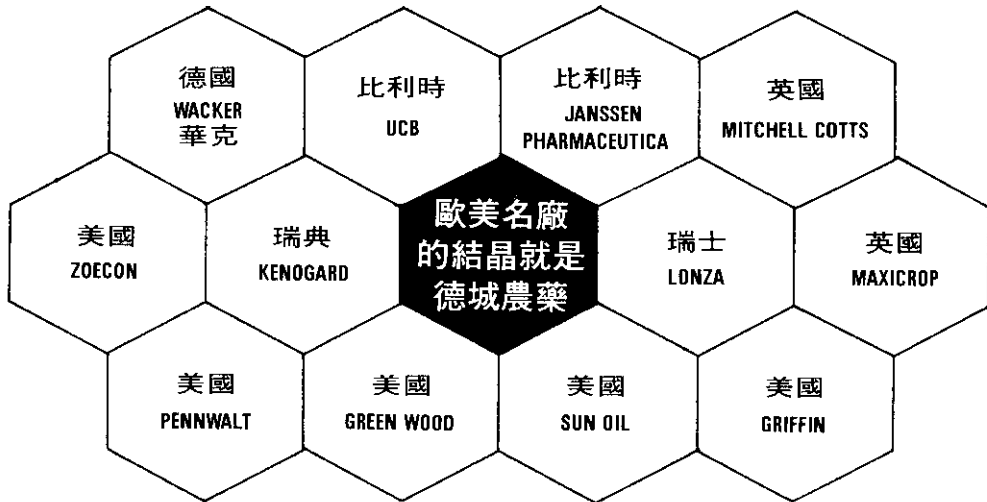 德國
WACKER
華克
比利時
UCB
比利時
JANSSEN
PHARMACEUTICA
英國
MITCHELL COTTS
美國
ZOECON
瑞典
KENOGARD
歐美名廠
的結晶就是
德城農藥
瑞士
LONZA
英國
MAXICROP
美國
PENNWALT
美國
GREEN WOOD
美國
SUN OIL
美國
GRIFFIN